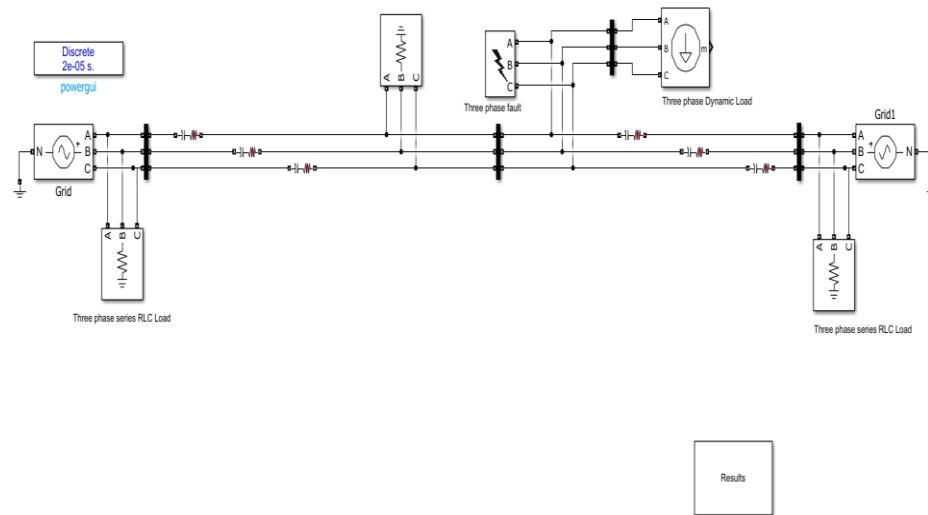 Discrete
2e-05 s.
powergui
A
B
C
A
B
C
Three phase fault
A
B
C
m
Three phase Dynamic Load
N
+
A
B
C
Grid
Grid1
A
B
C
+
N
A
B
C
Three phase series RLC Load
A
B
C
Three phase series RLC Load
Results